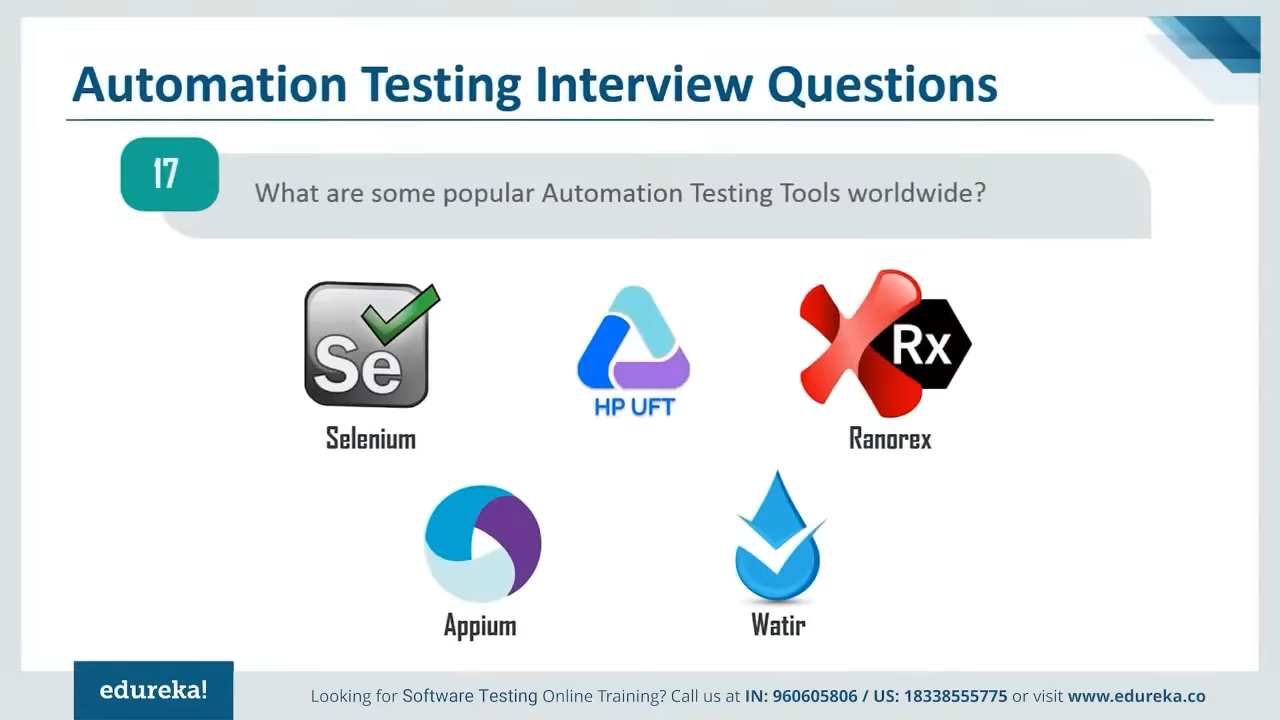 Automation Testing Interview Questions
17
What are some popular Automation Testing Tools worldwide?
Se
HP UFT
Rx
Selenium
Ranorex
Appium
Watir
edureka!
Looking for Software Testing Online Training? Call us at IN: 960605806 / US: 18338555775 or visit www.edureka.co